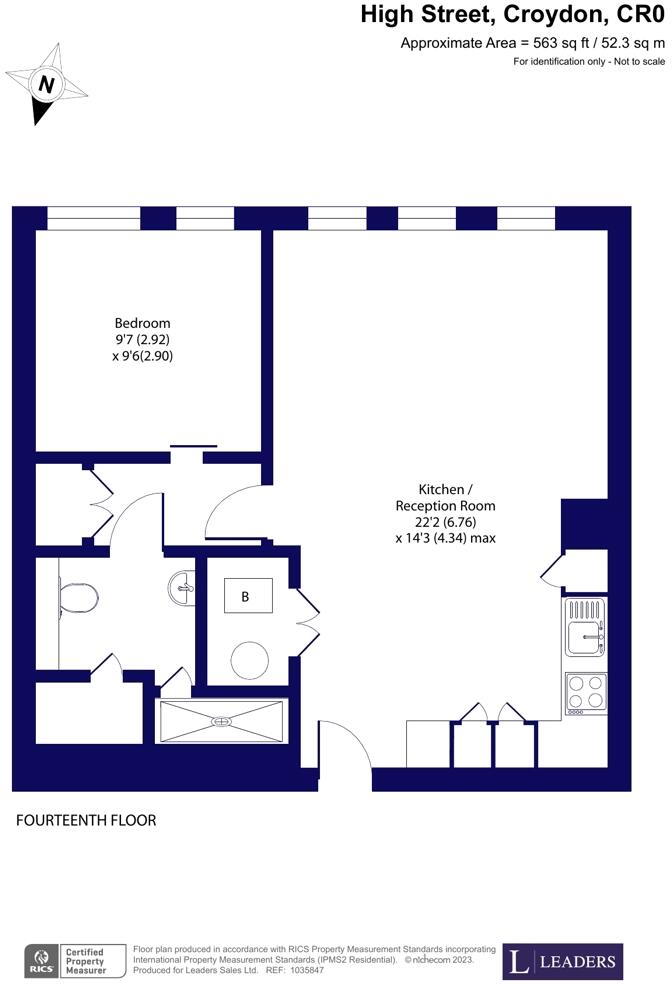 High Street, Croydon, CR0
Approximate Area = 563 sq ft / 52.3 sq m
For identification only - Not to scale
N
Bedroom
9'7 (2.92)
x 9'6(2.90)
Kitchen /
Reception Room
22'2 (6.76)
x 14'3 (4.34) max
B
FOURTEENTH FLOOR
RICS
Certified
Property
Measurer
Floor plan produced in accordance with RICS Property Measurement Standards incorporating
International Property Measurement Standards (IPMS2 Residential). © nichecom 2023.
Produced for Leaders Sales Ltd. REF: 1035847
L LEADERS